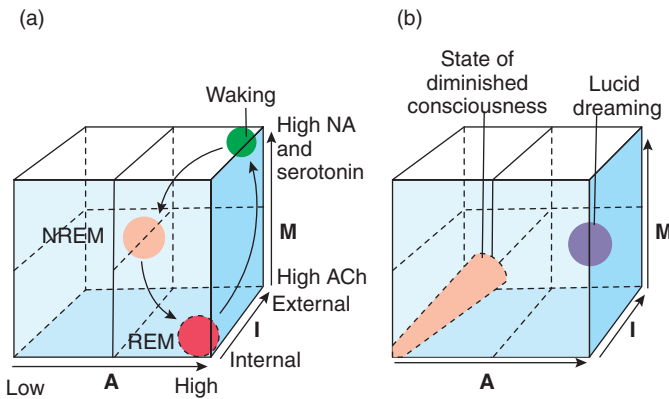 (a)
Waking
High NA
and
serotonin
NREM
M
High ACh
External
REM
I
Internal
Low
A
High
(b)
State of
diminished
consciousness
Lucid
dreaming
M
I
A